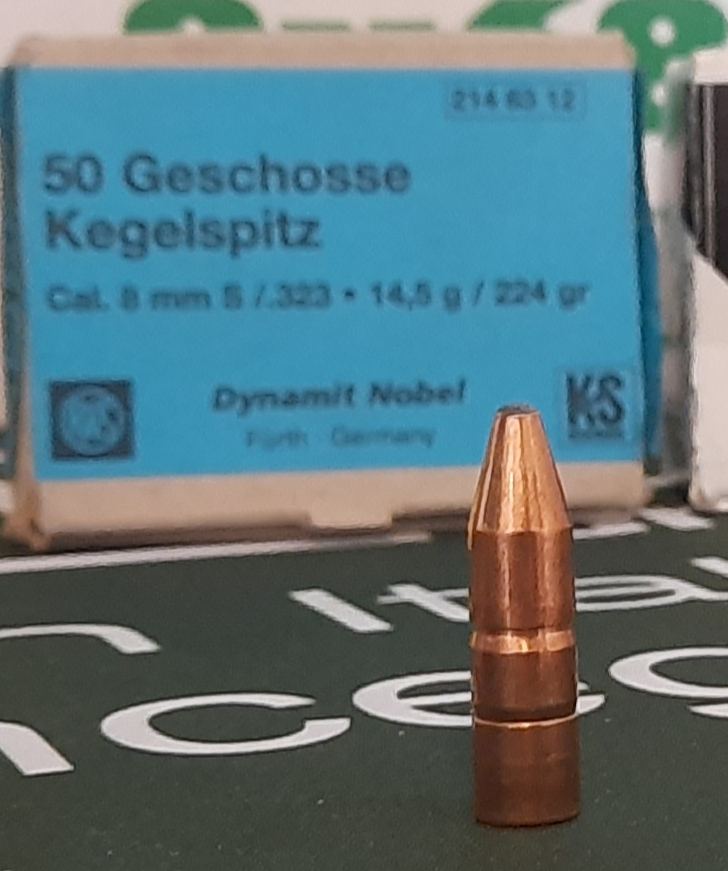 214 63 12
50 Geschosse
Kegelspitz
Cal. 8 mm S /.323 • 14,5 g / 224 gr
RWS
Dynamit Nobel
KS
Fürth Germany